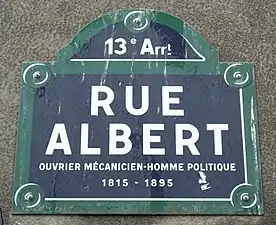 13e Arrt
RUE
ALBERT
OUVRIER MÉCANICIEN-HOMME POLITIQUE
1815 - 1895